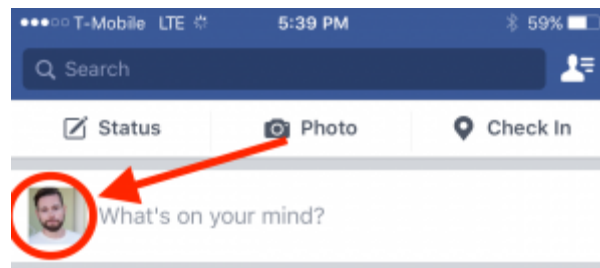 T-Mobile LTE 5:39 PM 59%
Search
Status Photo Check In
What's on your mind?